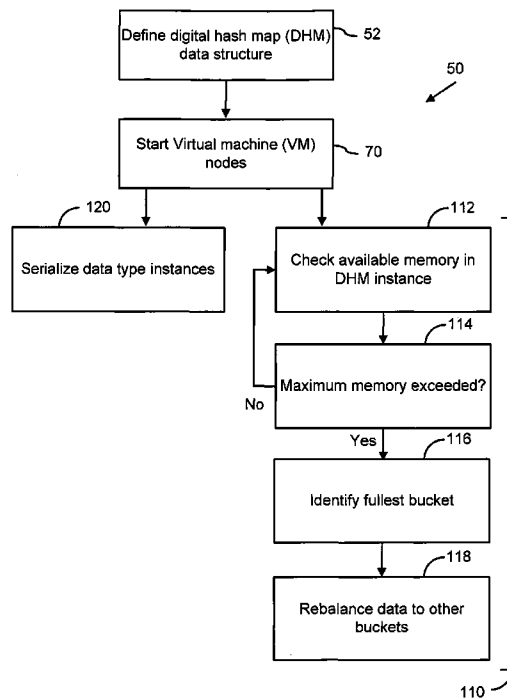 Define digital hash map (DHM)
data structure
52
50
Start Virtual machine (VM)
nodes
70
120
Serialize data type instances
112
Check available memory in
DHM instance
114
Maximum memory exceeded?
No
Yes
116
Identify fullest bucket
118
Rebalance data to other
buckets
110